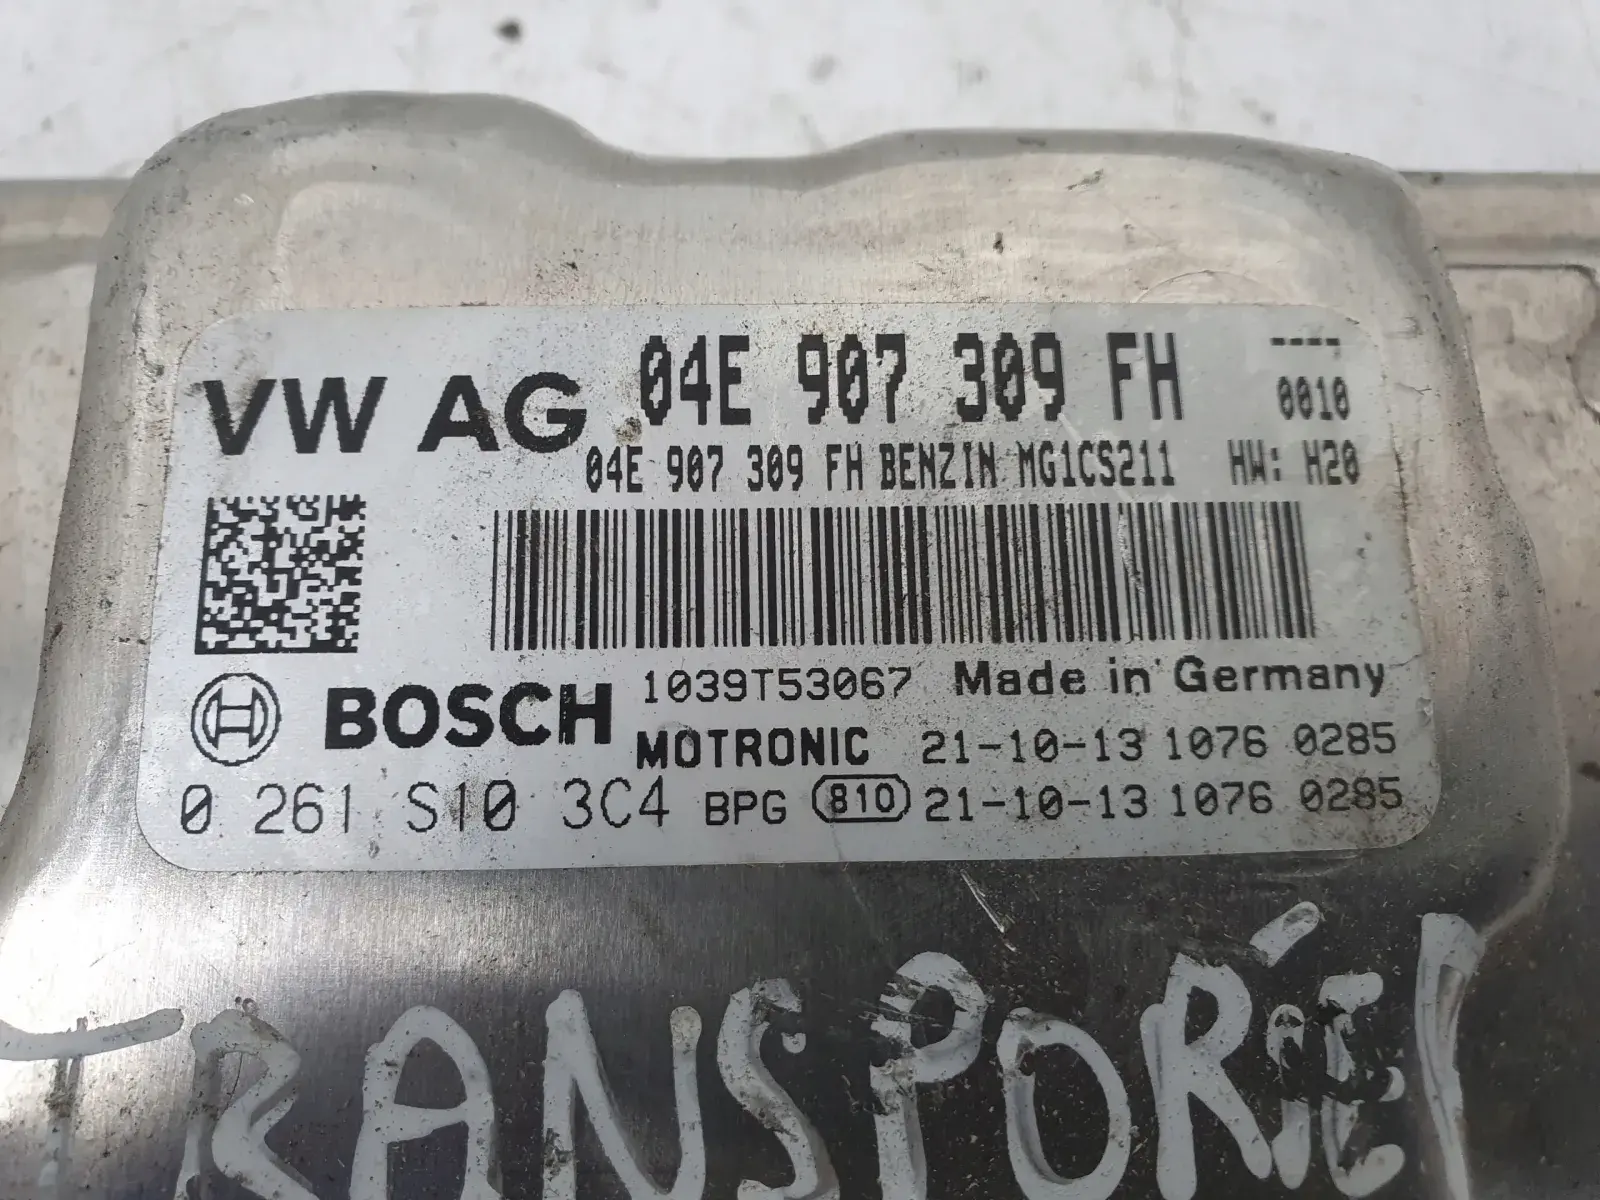 VW AG 04E 907 309 FH ----
0010
04E 907 309 FH BENZIN MG1CS211 HW: H20
BOSCH 1039T53067 Made in Germany
MOTRONIC 21-10-13 1076 0285
0 261 S10 3C4 BPG 810 21-10-13 1076 0285